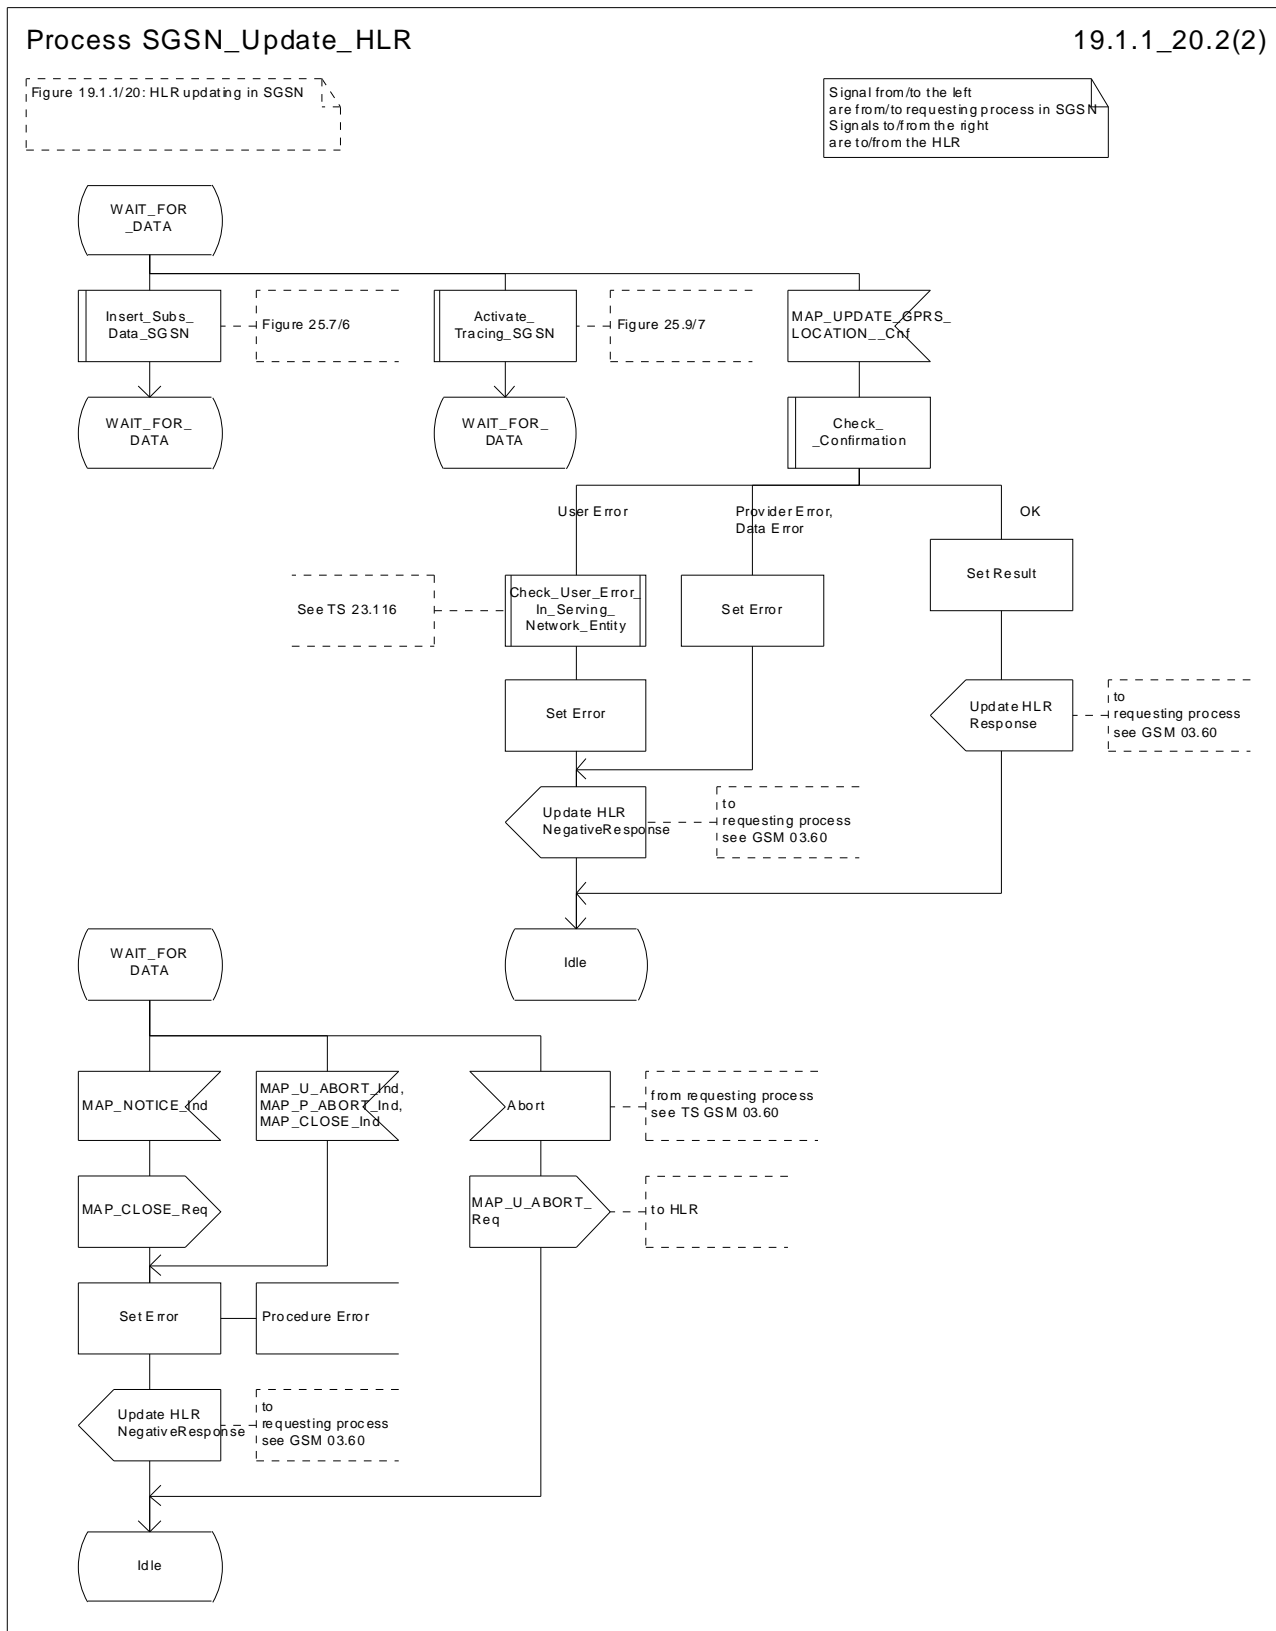 Process SGSN_Update_HLR
19.1.1_20.2(2)
Figure 19.1.1/20: HLR updating in SGSN
Signal from/to the left
are from/to requesting process in SGSN
Signals to/from the right
are to/from the HLR
WAIT_FOR
_DATA
Insert_Subs_
Data_SGSN
Figure 25.7/6
Activate_
Tracing_SGSN
Figure 25.9/7
MAP_UPDATE_GPRS_
LOCATION__Cnf
WAIT_FOR_
DATA
WAIT_FOR_
DATA
Check_
_Confirmation
User Error
Provider Error,
Data Error
OK
Set Result
See TS 23.116
Check_User_Error_
In_Serving_
Network_Entity
Set Error
Set Error
Update HLR
Response
to
requesting process
see GSM 03.60
Update HLR
NegativeResponse
to
requesting process
see GSM 03.60
Idle
WAIT_FOR
DATA
MAP_NOTICE_Ind
MAP_U_ABORT_Ind,
MAP_P_ABORT_Ind,
MAP_CLOSE_Ind
Abort
from requesting process
see TS GSM 03.60
MAP_CLOSE_Req
MAP_U_ABORT_
Req
to HLR
Set Error
Procedure Error
Update HLR
NegativeResponse
to
requesting process
see GSM 03.60
Idle